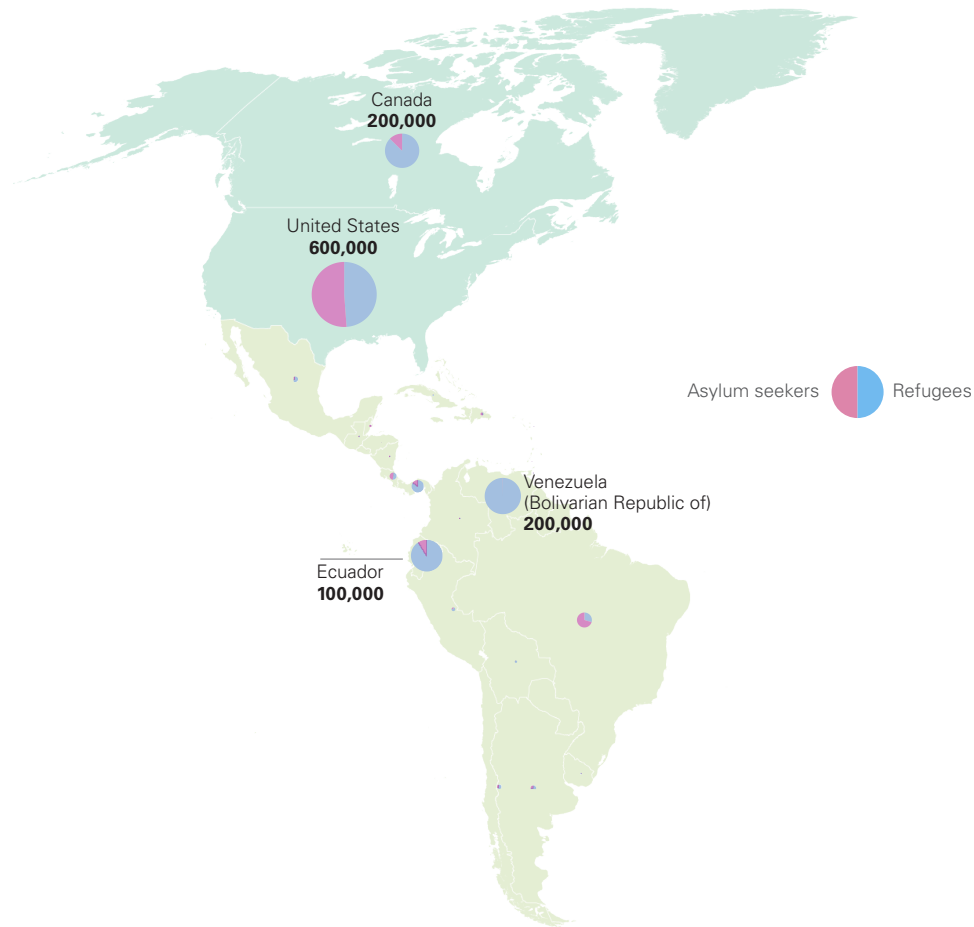 Canada
200,000
United States
600,000
Asylum seekers
Refugees
Venezuela
(Bolivarian Republic of)
200,000
Ecuador
100,000